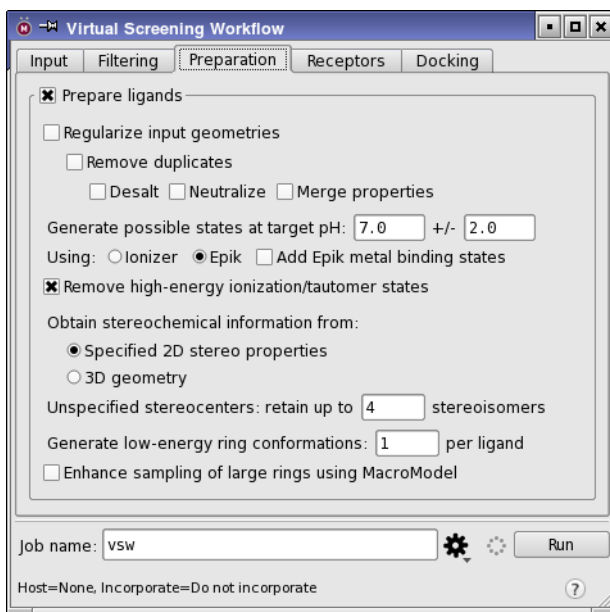 Virtual Screening Workflow
Input Filtering Preparation Receptors Docking
Prepare ligands
Regularize input geometries
Remove duplicates
Desalt Neutralize Merge properties
Generate possible states at target pH: 7.0 +/- 2.0
Using: Ionizer Epik Add Epik metal binding states
Remove high-energy ionization/tautomer states
Obtain stereochemical information from:
Specified 2D stereo properties
3D geometry
Unspecified stereocenters: retain up to 4 stereoisomers
Generate low-energy ring conformations: 1 per ligand
Enhance sampling of large rings using MacroModel
Job name: vsw Run
Host=None, Incorporate=Do not incorporate ?